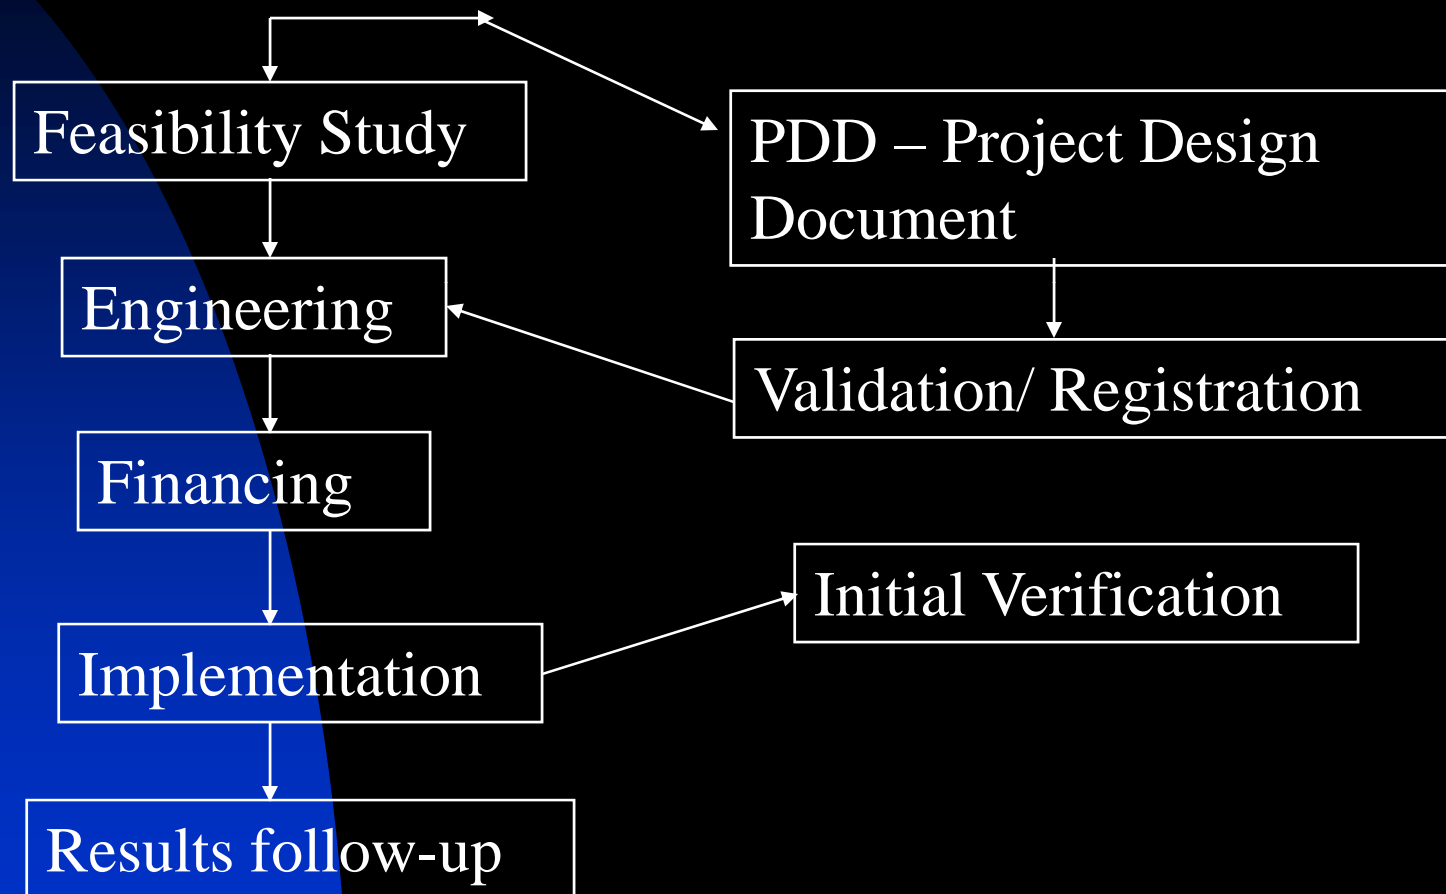 Feasibility Study
PDD – Project Design
Document
Engineering
Validation/ Registration
Financing
Initial Verification
Implementation
Results follow-up